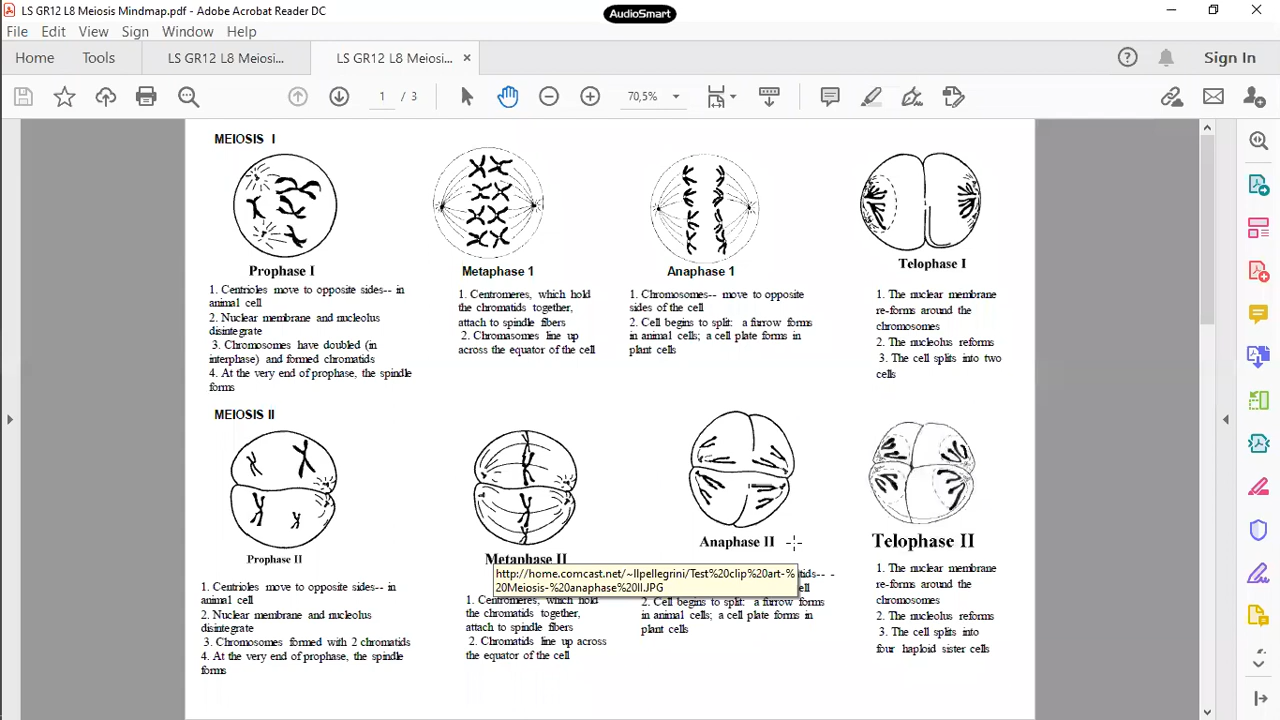 LS GR12 L8 Meiosis Mindmap.pdf - Adobe Acrobat Reader DC
AudioSmart
File Edit View Sign Window Help
Home Tools LS GR12 L8 Meiosi... LS GR12 L8 Meiosi... ×
Sign In
1 / 3
70,5%
MEIOSIS I
Prophase I
1. Centrioles move to opposite sides-- in
animal cell
2. Nuclear membrane and nucleolus
disintegrate
3. Chromosomes have doubled (in
interphase) and formed chromatids
4. At the very end of prophase, the spindle
forms
Metaphase 1
1. Centromeres, which hold
the chromatids together,
attach to spindle fibers
2. Chromasomes line up
across the equator of the cell
Anaphase 1
1. Chromosomes-- move to opposite
sides of the cell
2. Cell begins to split: a furrow forms
in animal cells; a cell plate forms in
plant cells
Telophase I
1. The nuclear membrane
re-forms around the
chromosomes
2. The nucleolus reforms
3. The cell splits into two
cells
MEIOSIS II
Prophase II
1. Centrioles move to opposite sides-- in
animal cell
2. Nuclear membrane and nucleolus
disintegrate
3. Chromosomes formed with 2 chromatids
4. At the very end of prophase, the spindle
forms
Metaphase II
http://home.comcast.net/~llpellegrini/Test%20clip%20art-%
20Meiosis-%20anaphase%20II.JPG
1. Centromeres, which hold
the chromatids together,
attach to spindle fibers
2. Chromatids line up across
the equator of the cell
Anaphase II
2. Cell begins to split: a furrow forms
in animal cells; a cell plate forms in
plant cells
Telophase II
1. The nuclear membrane
re-forms around the
chromosomes
2. The nucleolus reforms
3. The cell splits into
four haploid sister cells